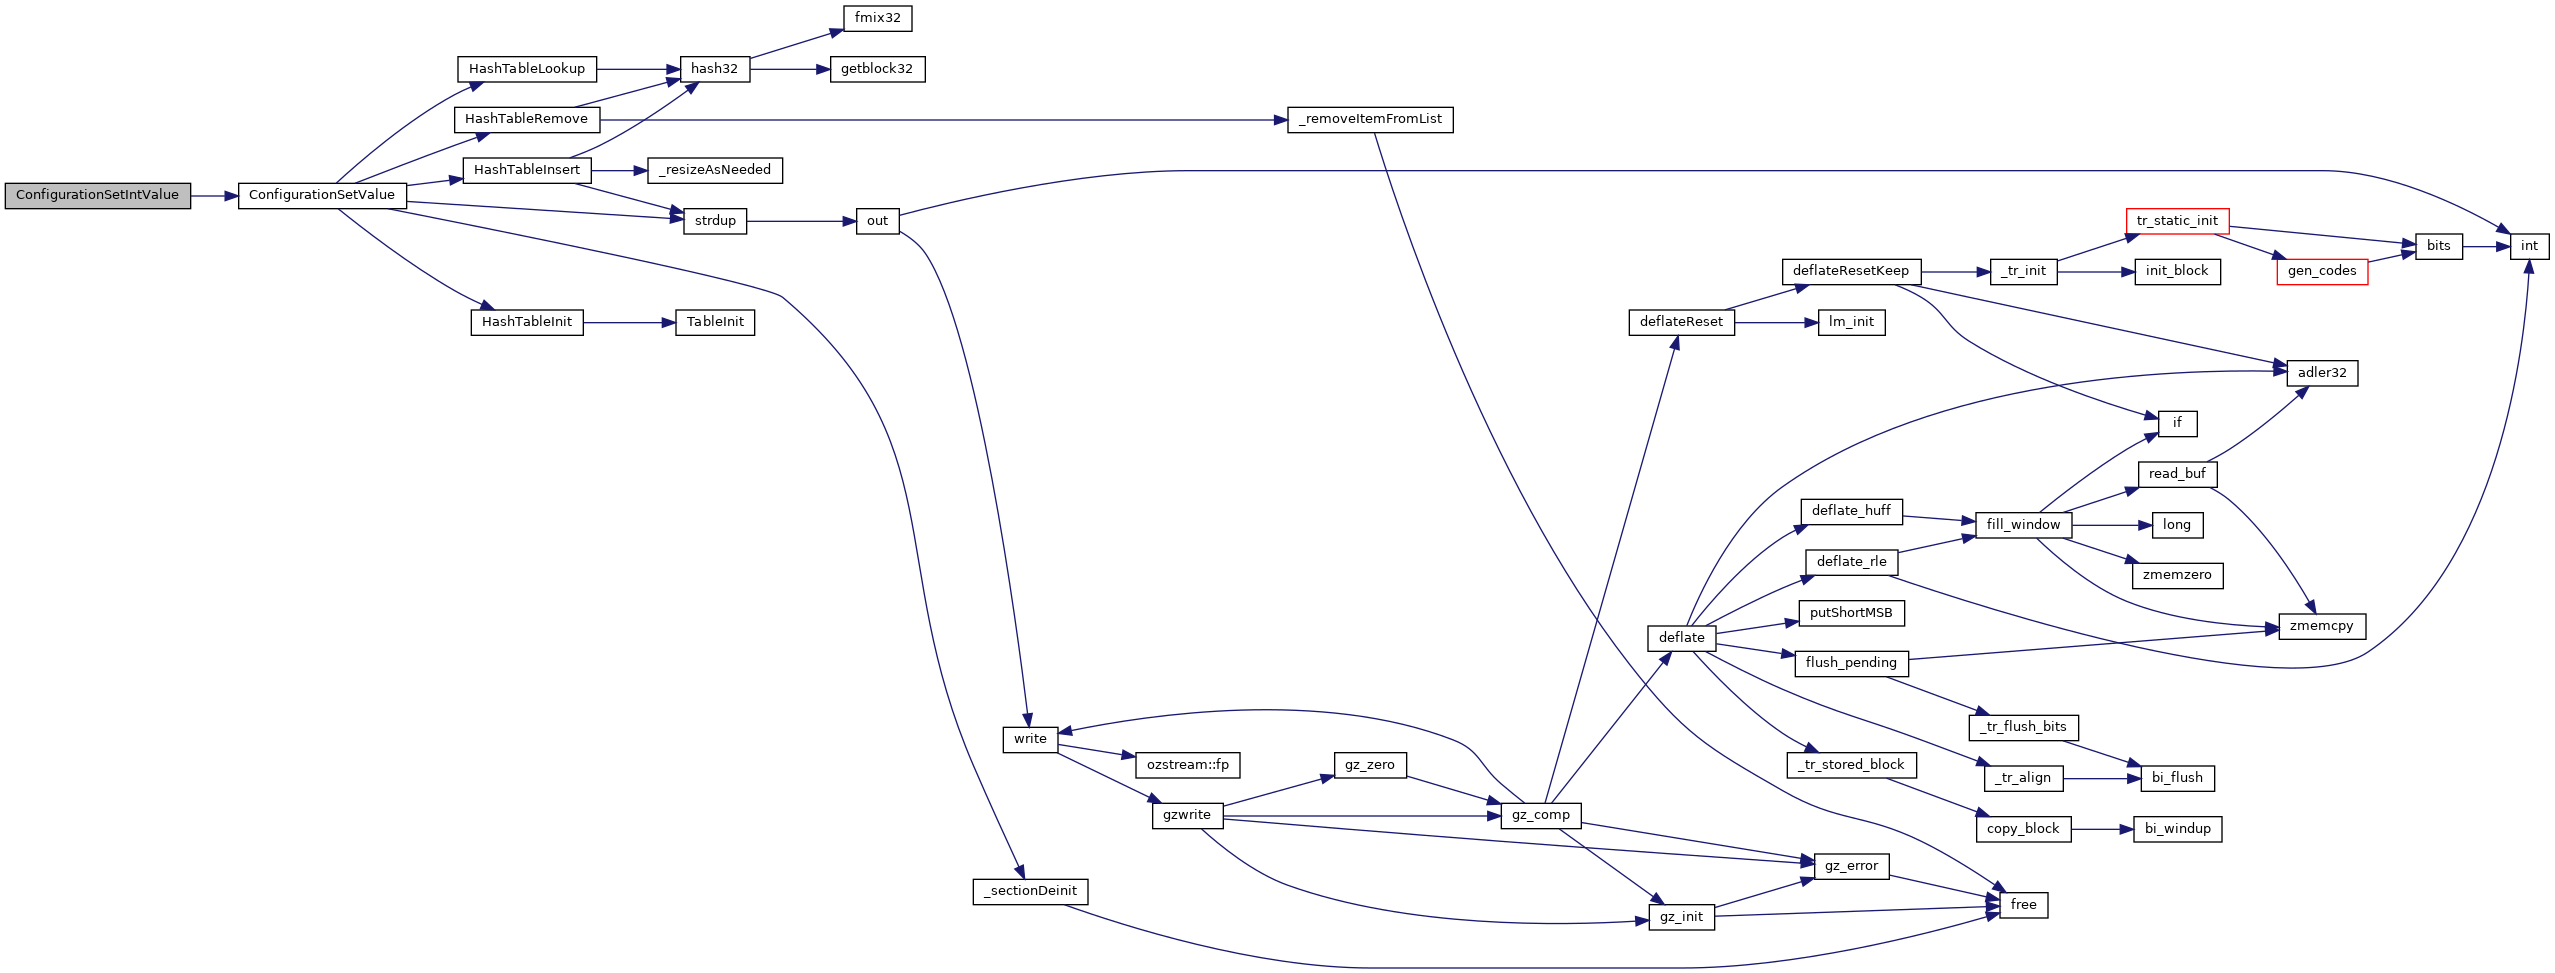 ConfigurationSetIntValue
ConfigurationSetValue
HashTableLookup
HashTableRemove
HashTableInsert
HashTableInit
hash32
_resizeAsNeeded
strdup
TableInit
fmix32
getblock32
out
write
_sectionDeinit
ozstream::fp
gzwrite
_removeItemFromList
gz_zero
gz_comp
deflateReset
deflate
gz_init
deflateResetKeep
lm_init
deflate_huff
deflate_rle
putShortMSB
flush_pending
_tr_stored_block
gz_error
_tr_init
fill_window
_tr_flush_bits
_tr_align
copy_block
free
tr_static_init
init_block
if
read_buf
long
zmemzero
bi_flush
bi_windup
gen_codes
adler32
zmemcpy
bits
int